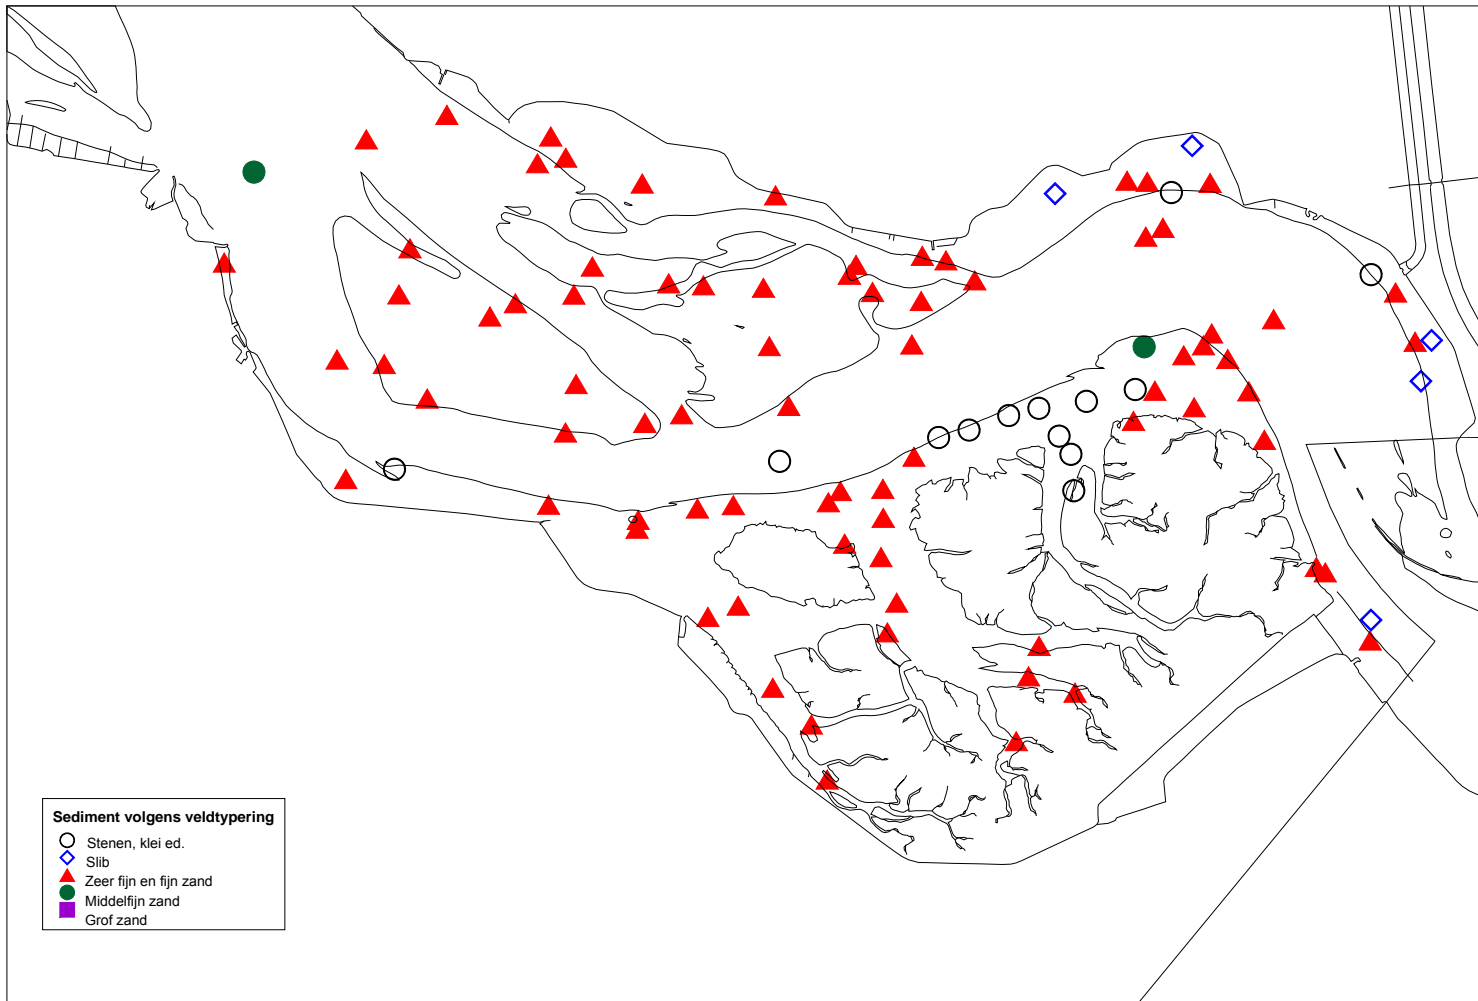 Sediment volgens veldtypering
Stenen, klei ed.
Slib
Zeer fijn en fijn zand
Middelfijn zand
Grof zand